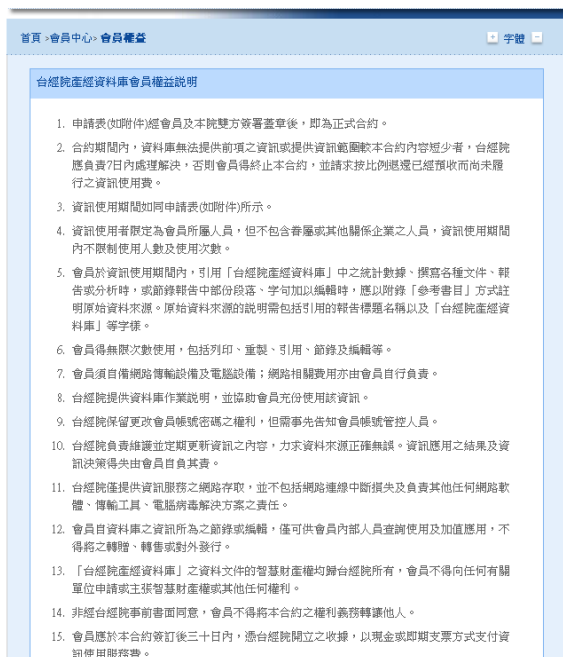 首頁 >會員中心> 會員權益
+ 字體 -
台經院產經資料庫會員權益說明
1. 申請表(如附件)經會員及本院雙方簽署蓋章後，即為正式合約。
2. 合約期間內，資料庫無法提供前項之資訊或提供資訊範圍較本合約內容短少者，台經院
應負責7日內處理解決，否則會員得終止本合約，並請求按比例退還已經預收而尚未履
行之資訊使用費。
3. 資訊使用期間如同申請表(如附件)所示。
4. 資訊使用者限定為會員所屬人員，但不包含眷屬或其他關係企業之人員，資訊使用期間
內不限制使用人數及使用次數。
5. 會員於資訊使用期間內，引用「台經院產經資料庫」中之統計數據、撰寫各種文件、報
告或分析時，或節錄報告中部份段落、字句加以編輯時，應以附錄「參考書目」方式註
明原始資料來源。原始資料來源的說明需包括引用的報告標題名稱以及「台經院產經資
料庫」等字樣。
6. 會員得無限次數使用，包括列印、重製、引用、節錄及編輯等。
7. 會員須自備網路傳輸設備及電腦設備；網路相關費用亦由會員自行負責。
8. 台經院提供資料庫作業說明，並協助會員充份使用該資訊。
9. 台經院保留更改會員帳號密碼之權利，但需事先告知會員帳號管控人員。
10. 台經院負責維護並定期更新資訊之內容，力求資料來源正確無誤。資訊應用之結果及資
訊決策得失由會員自負其責。
11. 台經院僅提供資訊服務之網路存取，並不包括網路連線中斷損失及負責其他任何網路軟
體、傳輸工具、電腦病毒解決方案之責任。
12. 會員自資料庫之資訊所為之節錄或編輯，僅可供會員內部人員查詢使用及加值應用，不
得將之轉贈、轉售或對外發行。
13. 「台經院產經資料庫」之資料文件的智慧財產權均歸台經院所有，會員不得向任何有關
單位申請或主張智慧財產權或其他任何權利。
14. 非經台經院事前書面同意，會員不得將本合約之權利義務轉讓他人。
15. 會員應於本合約簽訂後三十日內，憑台經院開立之收據，以現金或即期支票方式支付資
訊使用服務費。